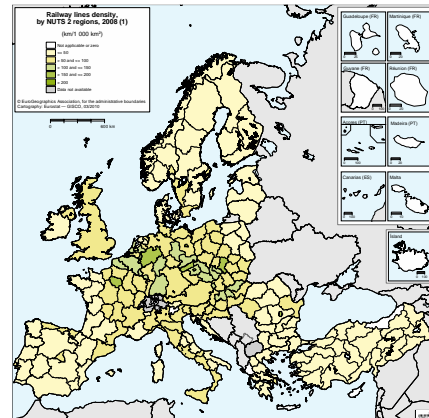 Railway lines density,
by NUTS 2 regions, 2008 (1)
(km/1 000 km²)
Not applicable or zero
<= 50
> 50 and <= 100
> 100 and <= 150
> 150 and <= 200
> 200
Data not available
© EuroGeographics Association, for the administrative boundaries
Cartography: Eurostat — GISCO, 03/2010
0 600 km
Guadeloupe (FR)
Martinique (FR)
Guyane (FR)
Réunion (FR)
Açores (PT)
Madeira (PT)
Canarias (ES)
Malta
Island